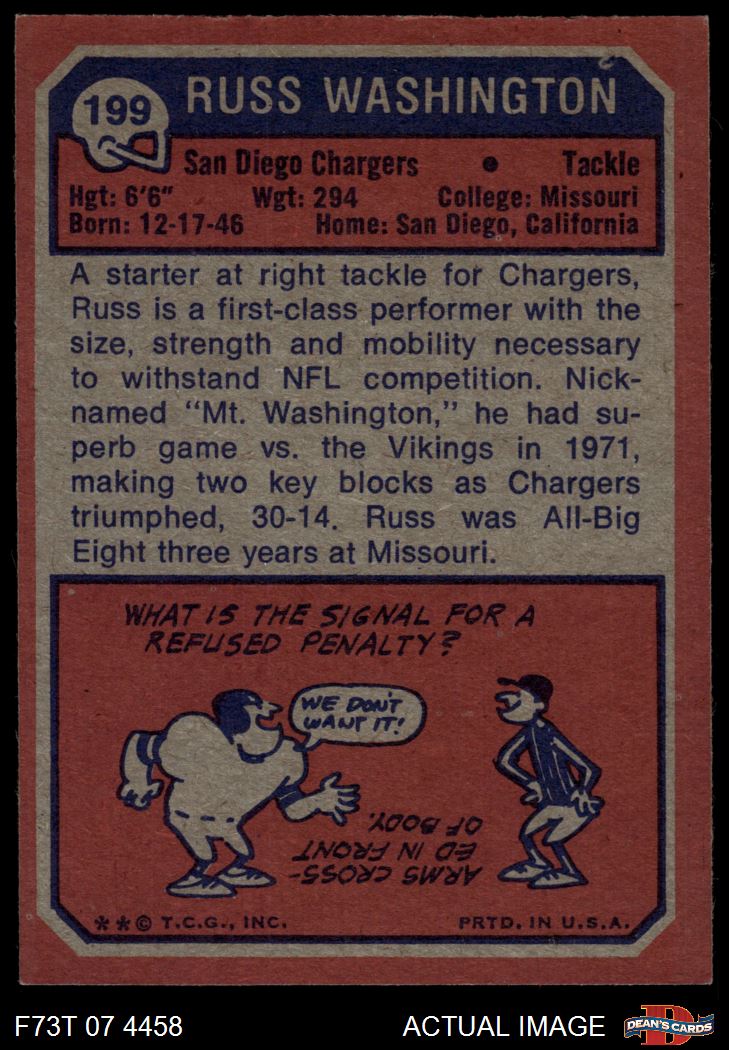 199
RUSS WASHINGTON
San Diego Chargers • Tackle
Hgt: 6'6" Wgt: 294 College: Missouri
Born: 12-17-46 Home: San Diego, California
A starter at right tackle for Chargers,
Russ is a first-class performer with the
size, strength and mobility necessary
to withstand NFL competition. Nick-
named "Mt. Washington," he had su-
perb game vs. the Vikings in 1971,
making two key blocks as Chargers
triumphed, 30-14. Russ was All-Big
Eight three years at Missouri.
WHAT IS THE SIGNAL FOR A
REFUSED PENALTY?
WE DON'T
WANT IT!
ARMS CROSS-
ED IN FRONT
OF BODY.
**© T.C.G., INC. PRTD. IN U.S.A.
F73T 07 4458 ACTUAL IMAGE
D
DEAN'S CARDS